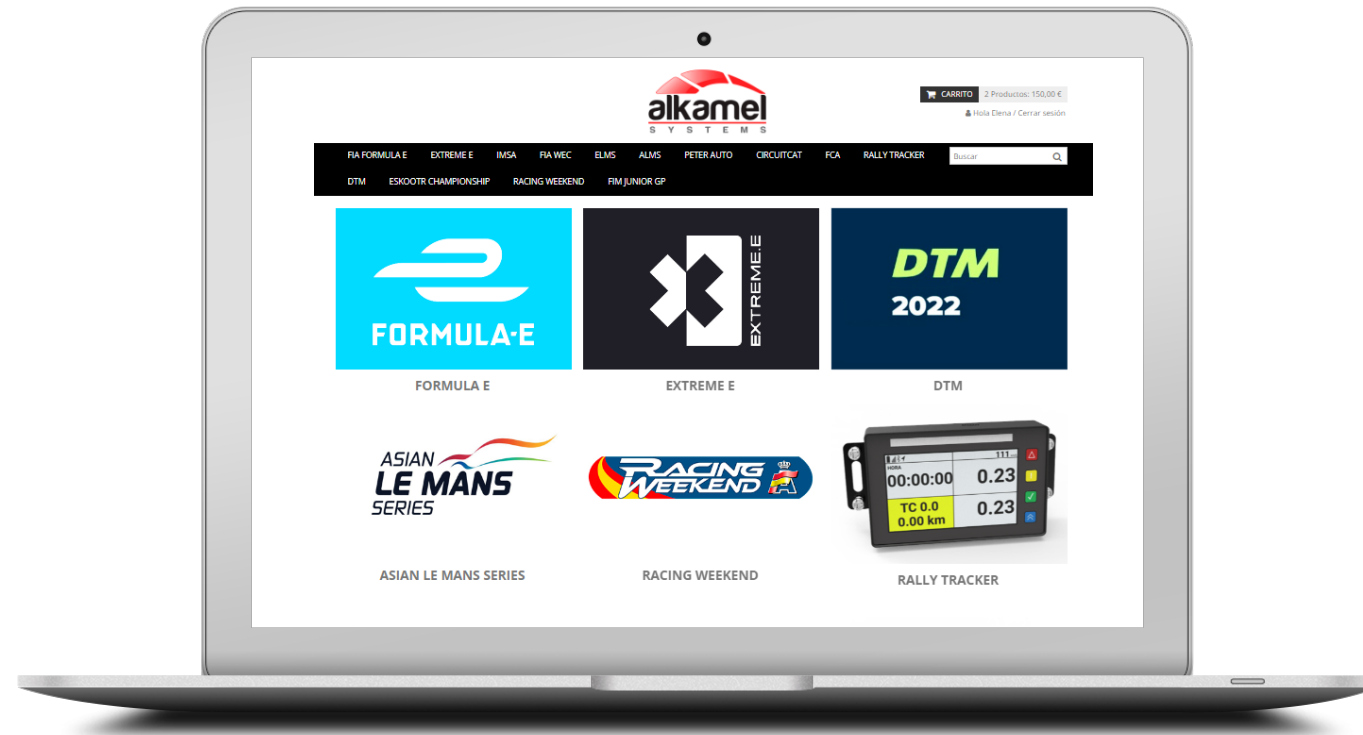 alkamel
SYSTEMS
CARRITO 2 Productos: 150,00 €
Hola Elena / Cerrar sesión
FIA FORMULA E EXTREME E IMSA FIA WEC ELMS ALMS PETER AUTO CIRCUITCAT FCA RALLY TRACKER Buscar
DTM ESKOOTR CHAMPIONSHIP RACING WEEKEND FIM JUNIOR GP
FORMULA·E
EXTREME.E
DTM
2022
FORMULA E
EXTREME E
DTM
ASIAN
LE MANS
SERIES
RACING
WEEKEND
HORA
111
00:00:00
0.23
TC 0.0
0.00 km
0.23
ASIAN LE MANS SERIES
RACING WEEKEND
RALLY TRACKER